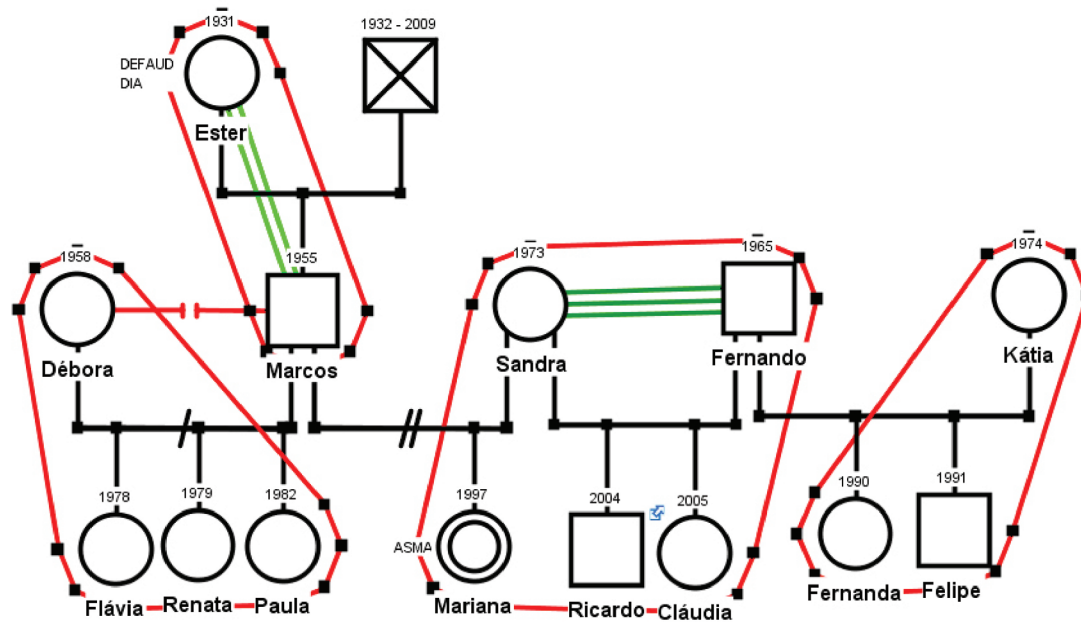 1931
1932 - 2009
DEFAUD
DIA
Ester
1958
1955
1973
1965
1974
Débora
Marcos
Sandra
Fernando
Kátia
1978
1979
1982
1997
2004
2005
1990
1991
ASMA
Flávia
Renata
Paula
Mariana
Ricardo
Cláudia
Fernanda
Felipe